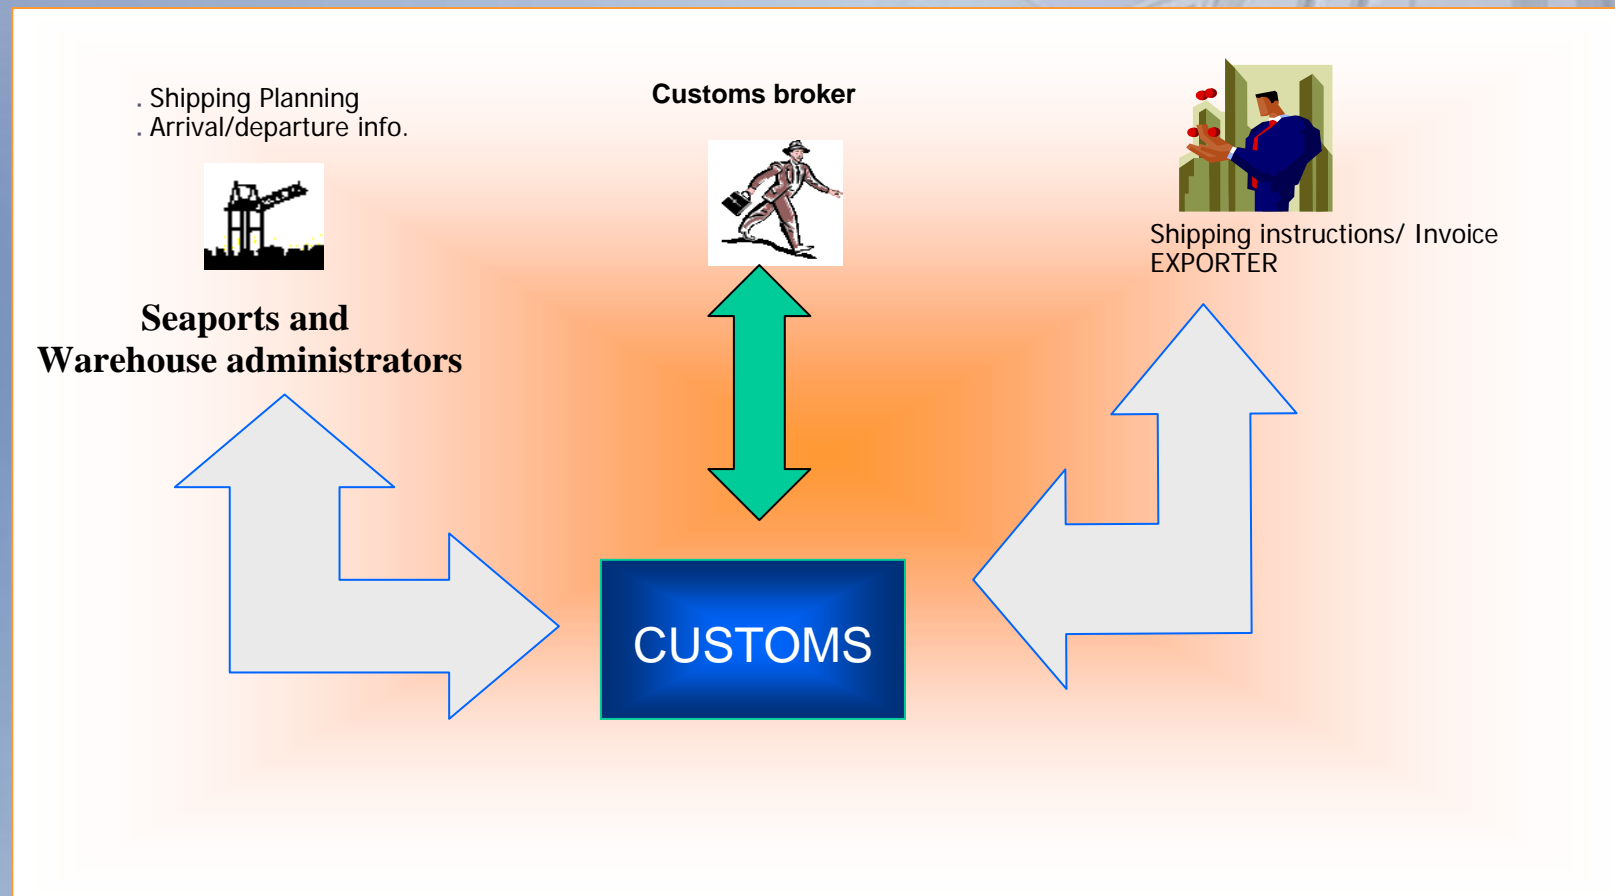 . Shipping Planning
. Arrival/departure info.
Seaports and
Warehouse administrators
Customs broker
Shipping instructions/ Invoice
EXPORTER
CUSTOMS